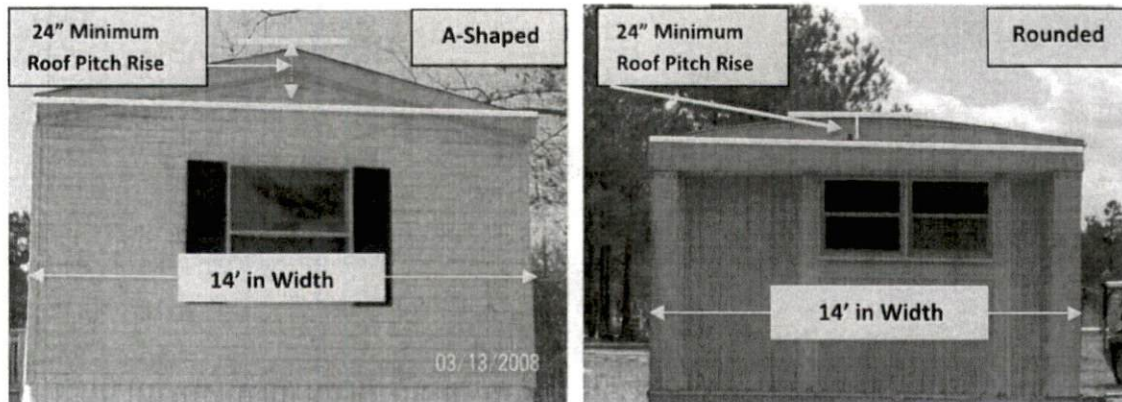 24” Minimum
Roof Pitch Rise
A-Shaped
14’ in Width
03/13/2008
24” Minimum
Roof Pitch Rise
Rounded
14’ in Width